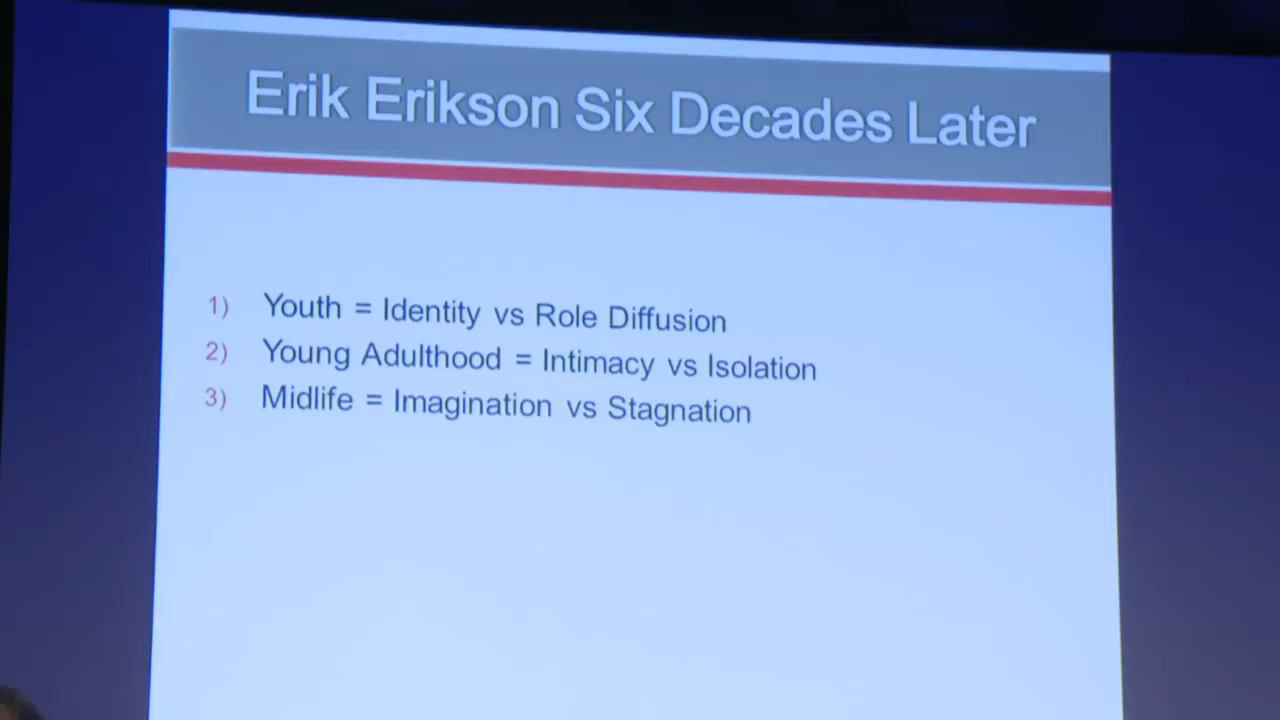 Erik Erikson Six Decades Later
1) Youth = Identity vs Role Diffusion
2) Young Adulthood = Intimacy vs Isolation
3) Midlife = Imagination vs Stagnation